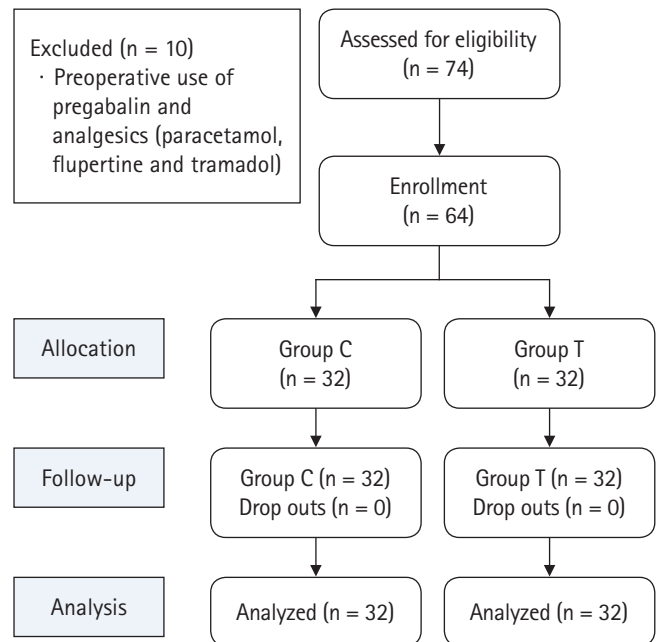 Excluded (n = 10)
· Preoperative use of
pregabalin and
analgesics (paracetamol,
flupertine and tramadol)
Assessed for eligibility
(n = 74)
Enrollment
(n = 64)
Allocation
Group C
(n = 32)
Group T
(n = 32)
Follow-up
Group C (n = 32)
Drop outs (n = 0)
Group T (n = 32)
Drop outs (n = 0)
Analysis
Analyzed (n = 32)
Analyzed (n = 32)